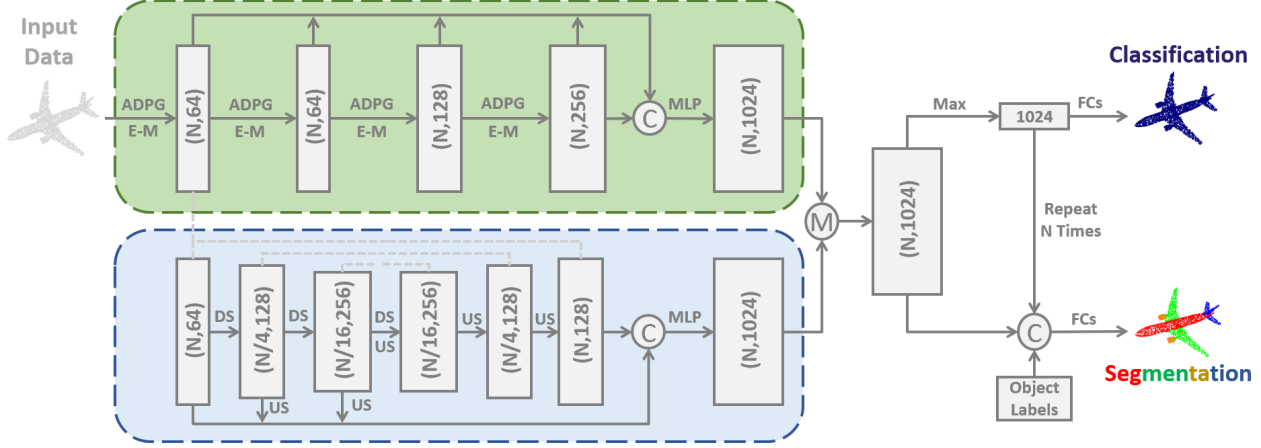 Input
Data
ADPG
E-M
(N,64)
ADPG
E-M
(N,64)
ADPG
E-M
(N,128)
ADPG
E-M
(N,256)
C
MLP
(N,1024)
(N,64)
DS
(N/4,128)
DS
(N/16,256)
DS
US
(N/16,256)
US
(N/4,128)
US
(N,128)
US
US
C
MLP
(N,1024)
M
(N,1024)
Max
1024
FCs
Classification
Repeat
N Times
C
FCs
Segmentation
Object
Labels